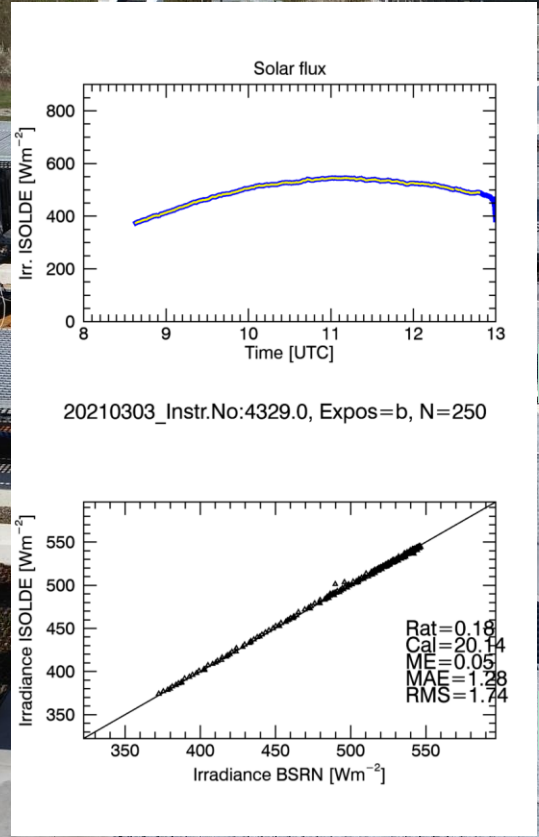 Solar flux
Irr. ISOLDE [Wm⁻²]
800
600
400
200
0
8 9 10 11 12 13
Time [UTC]
20210303_Instr.No:4329.0, Expos=b, N=250
Irradiance ISOLDE [Wm⁻²]
550
500
450
400
350
Rat=0.18
Cal=20.14
ME=0.05
MAE=1.28
RMS=1.74
350 400 450 500 550
Irradiance BSRN [Wm⁻²]